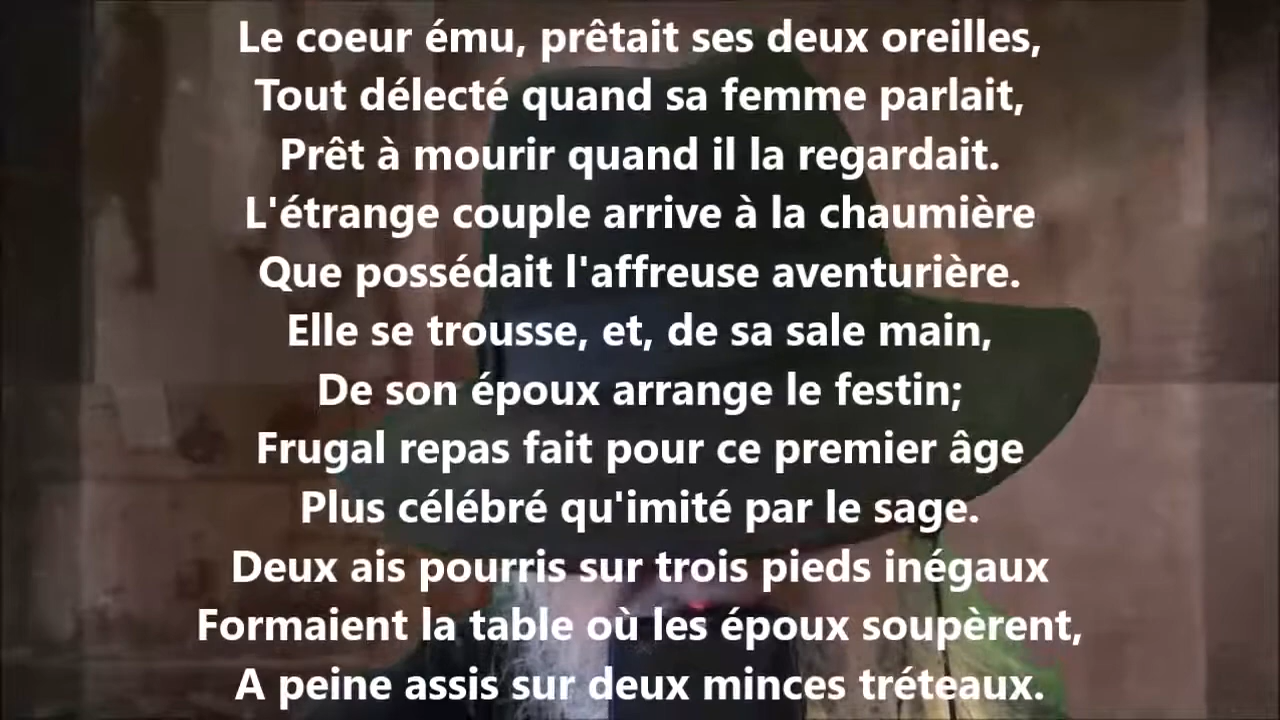 Le coeur ému, prêtait ses deux oreilles,
Tout délecté quand sa femme parlait,
Prêt à mourir quand il la regardait.
L'étrange couple arrive à la chaumière
Que possédait l'affreuse aventurière.
Elle se trousse, et, de sa sale main,
De son époux arrange le festin;
Frugal repas fait pour ce premier âge
Plus célébré qu'imité par le sage.
Deux ais pourris sur trois pieds inégaux
Formaient la table où les époux soupèrent,
A peine assis sur deux minces tréteaux.